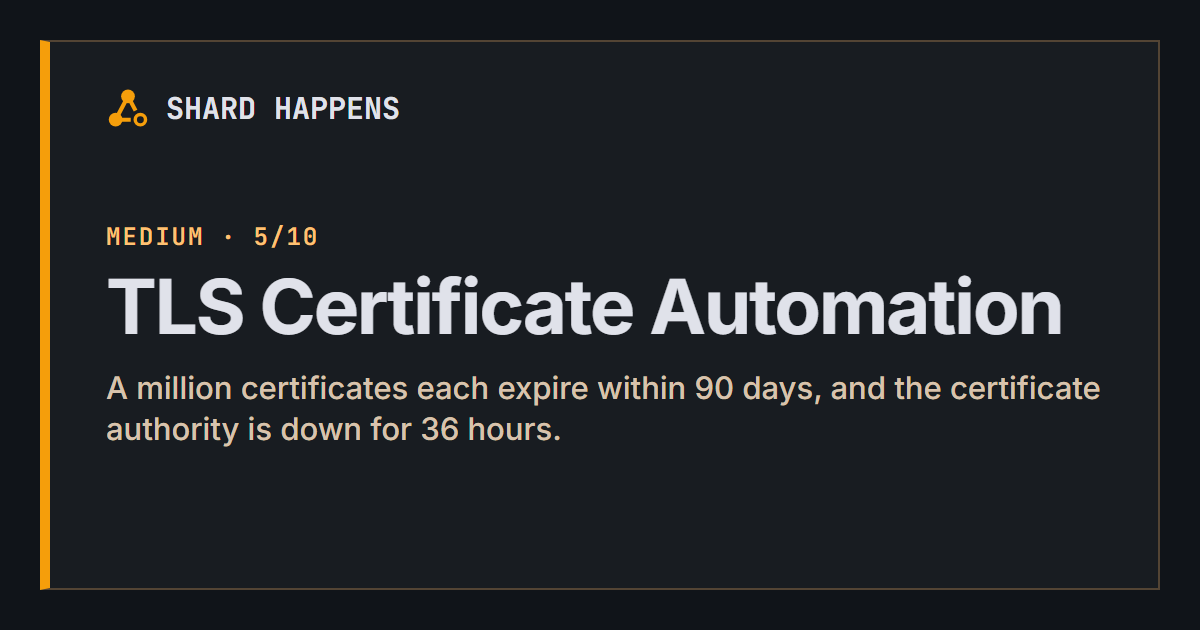 SHARD HAPPENS
MEDIUM · 5/10
TLS Certificate Automation
A million certificates each expire within 90 days, and the certificate
authority is down for 36 hours.